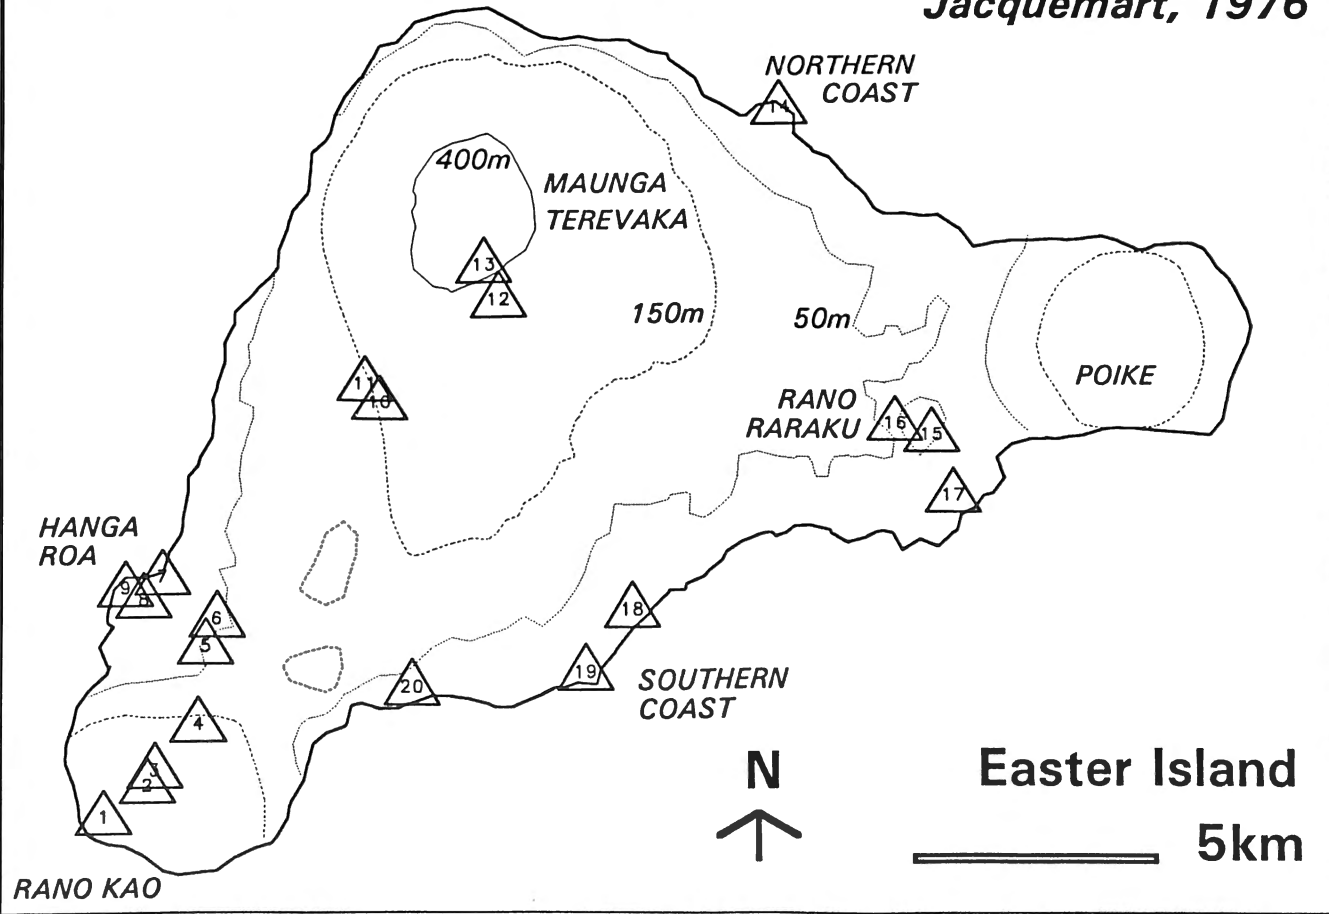 Jacquemart, 1976
NORTHERN
COAST
14
400m
MAUNGA
TEREVAKA
13
12
150m
50m
POIKE
11
10
RANO
RARAKU
16
15
17
HANGA
ROA
9
8
7
6
5
18
19
20
SOUTHERN
COAST
4
3
2
1
N
Easter Island
5km
RANO KAO